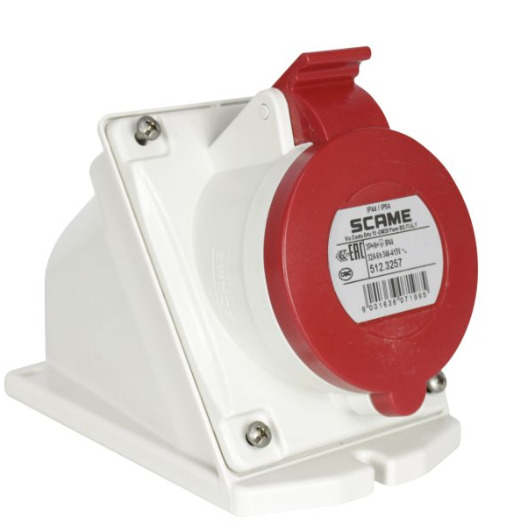 IP44 / IP54
SCAME
Via Costa Erta 15 -24020 Parre BG ITALY
EAC 3P+N+⏚ IP44
32A 6h 346-415V ~
512.3257
8 001636 071995
SCAME